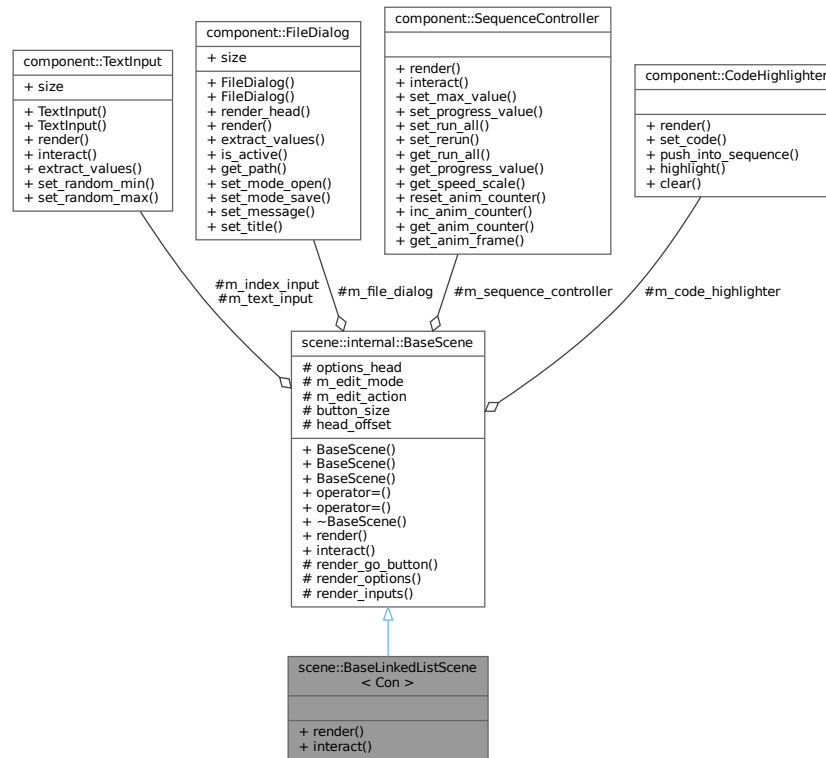 component::TextInput
+ size
+ TextInput()
+ TextInput()
+ render()
+ interact()
+ extract_values()
+ set_random_min()
+ set_random_max()
component::FileDialog
+ size
+ FileDialog()
+ FileDialog()
+ render_head()
+ render()
+ extract_values()
+ is_active()
+ get_path()
+ set_mode_open()
+ set_mode_save()
+ set_message()
+ set_title()
component::SequenceController
+ render()
+ interact()
+ set_max_value()
+ set_progress_value()
+ set_run_all()
+ set_rerun()
+ get_run_all()
+ get_progress_value()
+ get_speed_scale()
+ reset_anim_counter()
+ inc_anim_counter()
+ get_anim_counter()
+ get_anim_frame()
component::CodeHighlighter
+ render()
+ set_code()
+ push_into_sequence()
+ highlight()
+ clear()
#m_index_input
#m_text_input
#m_file_dialog
#m_sequence_controller
#m_code_highlighter
scene::internal::BaseScene
# options_head
# m_edit_mode
# m_edit_action
# button_size
# head_offset
+ BaseScene()
+ BaseScene()
+ BaseScene()
+ operator=()
+ operator=()
+ ~BaseScene()
+ render()
+ interact()
# render_go_button()
# render_options()
# render_inputs()
scene::BaseLinkedListScene
< Con >
+ render()
+ interact()